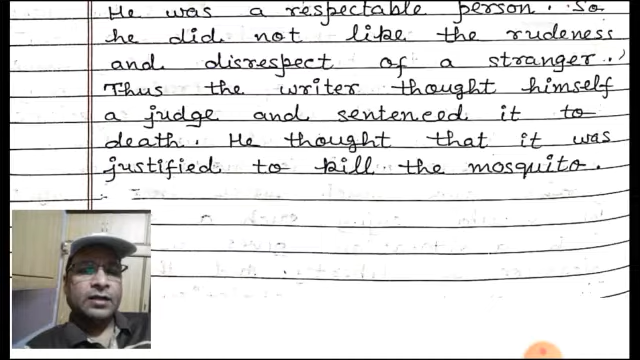 He was a respectable person. So
he did not like the rudeness
and disrespect of a stranger.
Thus the writer thought himself
a judge and sentenced it to
death. He thought that it was
justified to kill the mosquito.